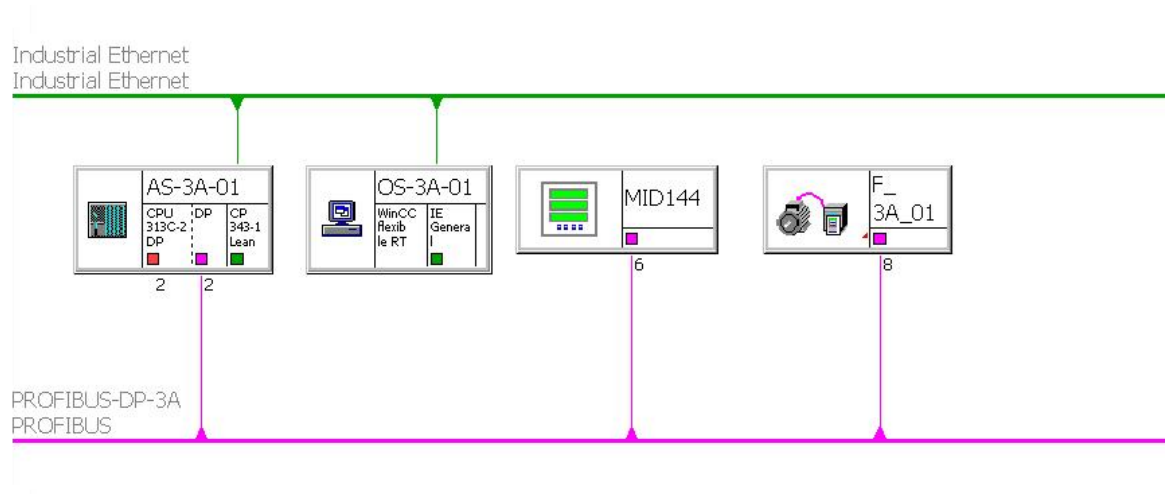 Industrial Ethernet
Industrial Ethernet
AS-3A-01
CPU
313C-2
DP
DP
CP
343-1
Lean
2
2
OS-3A-01
WinCC
flexib
le RT
IE
Genera
l
MID144
6
F_
3A_01
8
PROFIBUS-DP-3A
PROFIBUS